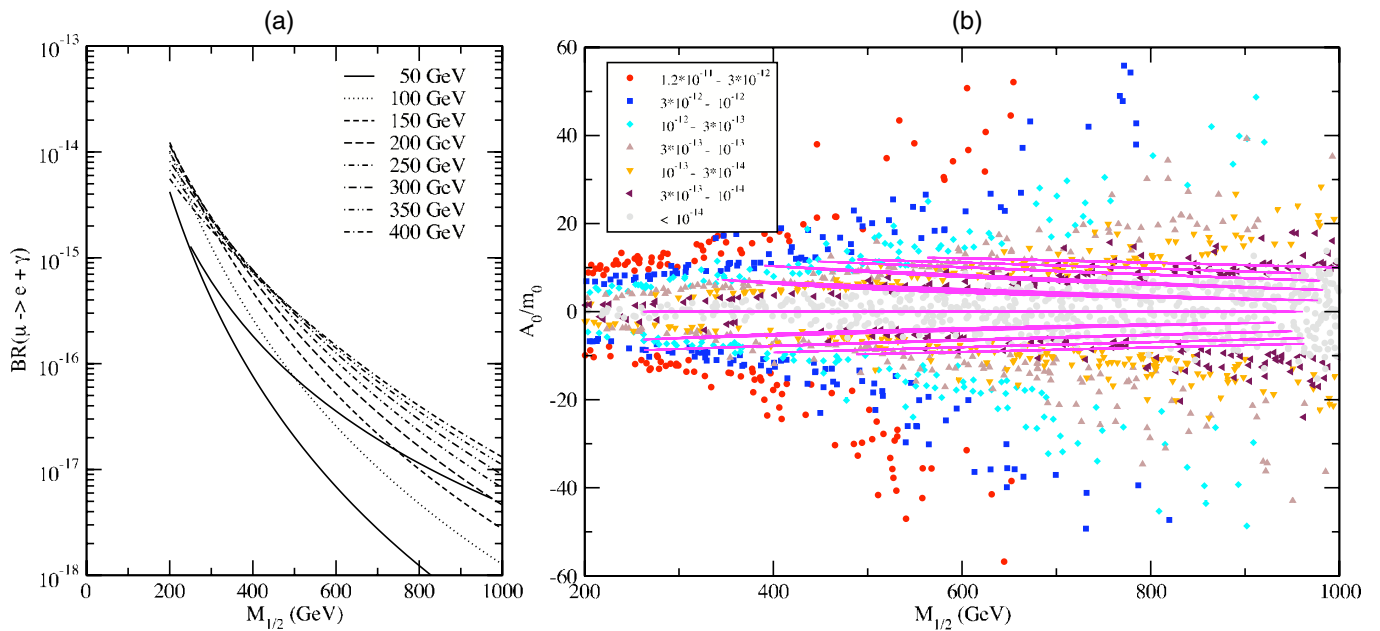 (a)
10^-13
10^-14
10^-15
10^-16
10^-17
10^-18
BR(μ -> e + γ)
0 200 400 600 800 1000
M_1/2 (GeV)
50 GeV
100 GeV
150 GeV
200 GeV
250 GeV
300 GeV
350 GeV
400 GeV
(b)
60
40
20
0
-20
-40
-60
A_0/m_0
200 400 600 800 1000
M_1/2 (GeV)
1.2*10^-11 - 3*10^-12
3*10^-12 - 10^-12
10^-12 - 3*10^-13
3*10^-13 - 10^-13
10^-13 - 3*10^-14
3*10^-13 - 10^-14
< 10^-14